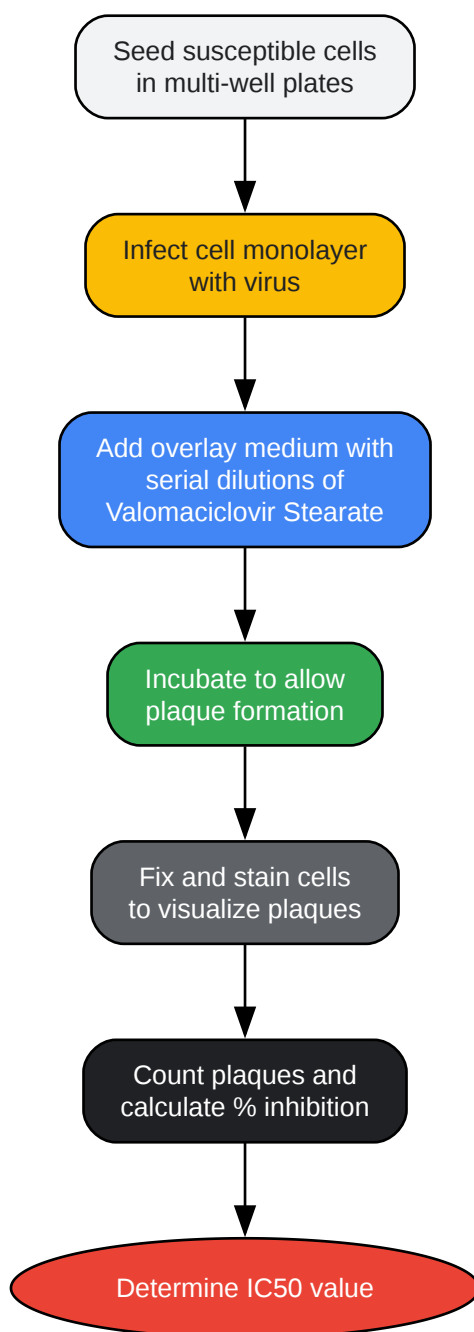 Seed susceptible cells
in multi-well plates
Infect cell monolayer
with virus
Add overlay medium with
serial dilutions of
Valomaciclovir Stearate
Incubate to allow
plaque formation
Fix and stain cells
to visualize plaques
Count plaques and
calculate % inhibition
Determine IC50 value